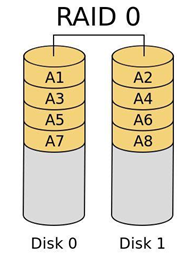 RAID 0
A1 A2
A3 A4
A5 A6
A7 A8
Disk 0 Disk 1